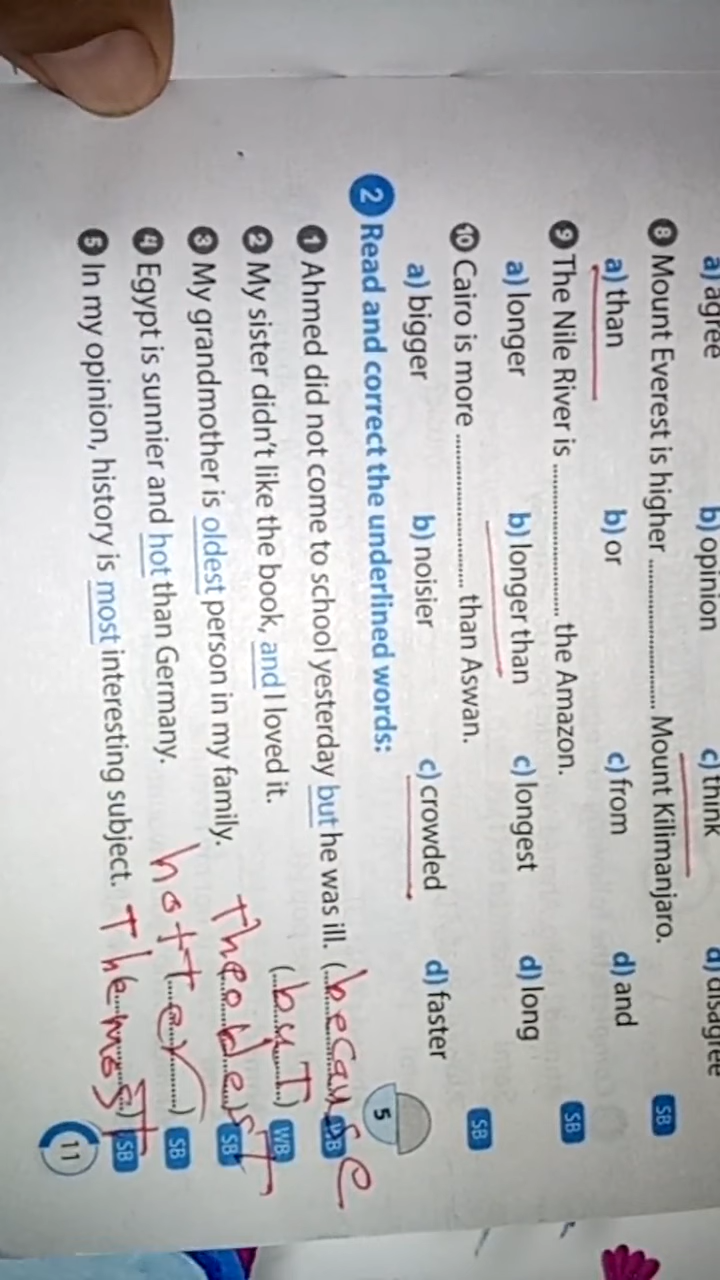 a) agree b) opinion c) think d) disagree
8 Mount Everest is higher .................... Mount Kilimanjaro. SB
a) than b) or c) from d) and
9 The Nile River is .................... the Amazon. SB
a) longer b) longer than c) longest d) long
10 Cairo is more .................... than Aswan. SB
a) bigger b) noisier c) crowded d) faster
2 Read and correct the underlined words: 5
1 Ahmed did not come to school yesterday but he was ill. (because) SB
2 My sister didn't like the book, and I loved it. (but) WB
3 My grandmother is oldest person in my family. The oldest SB
4 Egypt is sunnier and hot than Germany. hotter) SB
5 In my opinion, history is most interesting subject. The most) SB
11